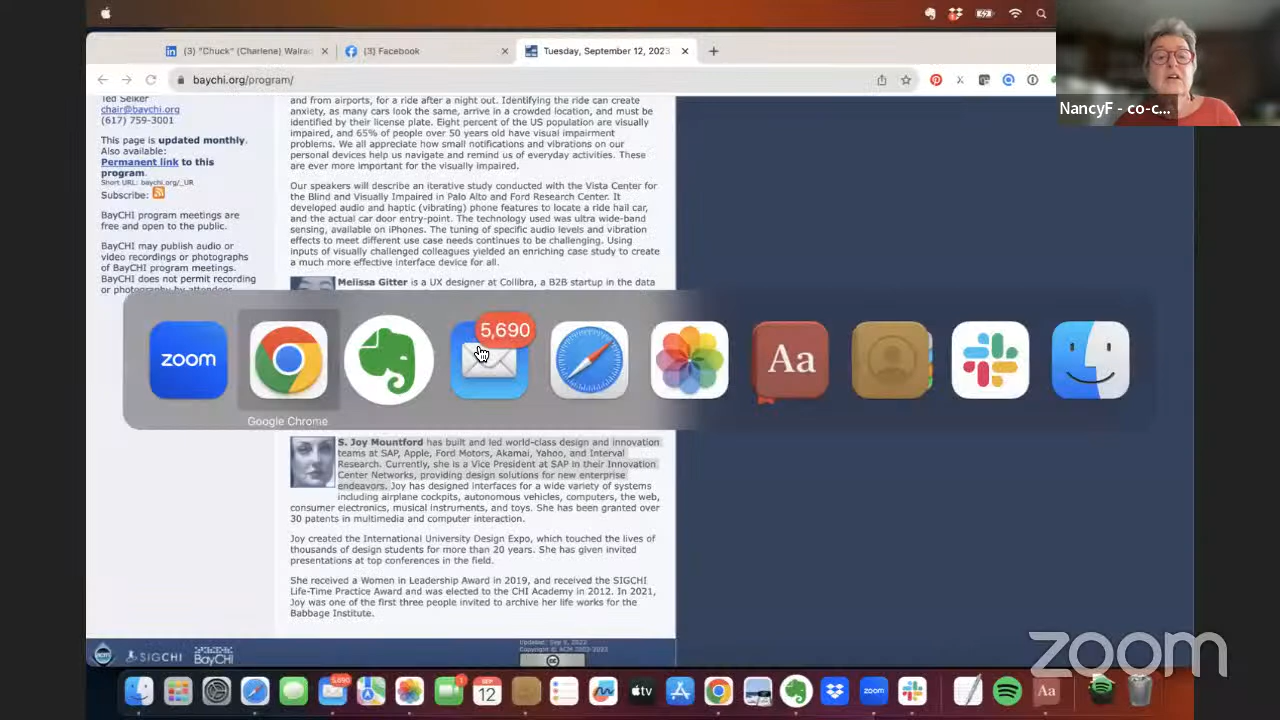 (3) "Chuck" (Charlene) Walrad
(3) Facebook
Tuesday, September 12, 2023
baychi.org/program/
NancyF - co-c...
Ted Selker
chair@baychi.org
(617) 759-3001
This page is updated monthly.
Also available:
Permanent link to this
program.
Short URL: baychi.org/_UR
Subscribe:
BayCHI program meetings are
free and open to the public.
BayCHI may publish audio or
video recordings or photographs
of BayCHI program meetings.
BayCHI does not permit recording
or photography by attendees
and from airports, for a ride after a night out. Identifying the ride can create
anxiety, as many cars took the same, arrive in a crowded location, and must be
identified by their license plate. Eight percent of the US population are visually
impaired, and 65% of people over 50 years old have visual impairment
problems. We all appreciate how small notifications and vibrations on our
personal devices help us navigate and remind us of everyday activities. These
are ever more important for the visually impaired.
Our speakers will describe an iterative study conducted with the Vista Center for
the Blind and Visually Impaired in Palo Alto and Ford Research Center. It
developed audio and haptic (vibrating) phone features to locate a ride hail car,
and the actual car door entry-point. The technology used was ultra wide-band
sensing, available on iPhones. The tuning of specific audio levels and vibration
effects to meet different use case needs continues to be challenging. Using
inputs of visually challenged colleagues yielded an enriching case study to create
a much more effective interface device for all.
Melissa Gitter is a UX designer at Collibra, a B2B startup in the data
zoom
5,690
Aa
Google Chrome
S. Joy Mountford has built and led world-class design and innovation
teams at SAP, Apple, Ford Motors, Akamai, Yahoo, and Interval
Research. Currently, she is a Vice President at SAP in their Innovation
Center Networks, providing design solutions for new enterprise
endeavors. Joy has designed interfaces for a wide variety of systems
including airplane cockpits, autonomous vehicles, computers, the web,
consumer electronics, musical instruments, and toys. She has been granted over
30 patents in multimedia and computer interaction.
Joy created the International University Design Expo, which touched the lives of
thousands of design students for more than 20 years. She has given invited
presentations at top conferences in the field.
She received a Women in Leadership Award in 2019, and received the SIGCHI
Life-Time Practice Award and was elected to the CHI Academy in 2012. In 2021,
Joy was one of the first three people invited to archive her life works for the
Babbage Institute.
acm
SIGCHI
BayCHI
cc
zoom
5,690
1
SEP
12
tv
zoom
Aa